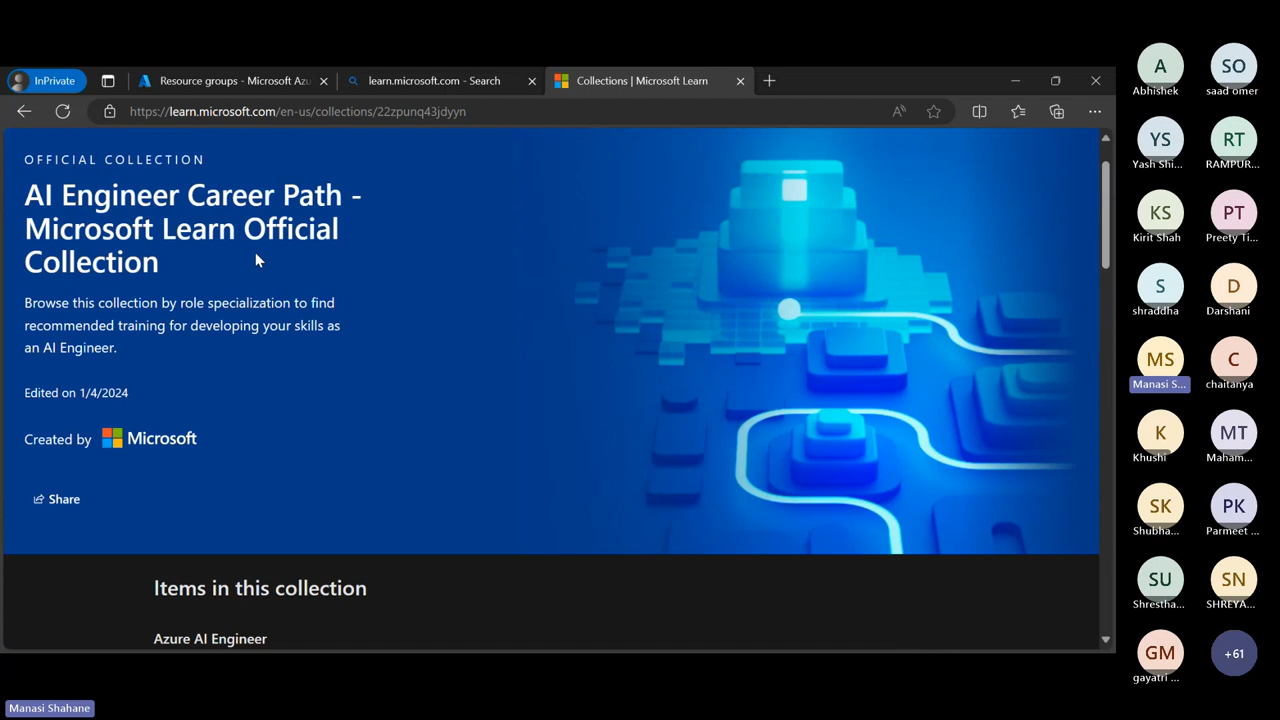 InPrivate
Resource groups - Microsoft Azu
learn.microsoft.com - Search
Collections | Microsoft Learn
https://learn.microsoft.com/en-us/collections/22zpunq43jdyyn
OFFICIAL COLLECTION
AI Engineer Career Path -
Microsoft Learn Official
Collection
Browse this collection by role specialization to find
recommended training for developing your skills as
an AI Engineer.
Edited on 1/4/2024
Created by Microsoft
Share
Items in this collection
Azure AI Engineer
A
SO
Abhishek
saad omer
YS
RT
Yash Shi...
RAMPUR...
KS
PT
Kirit Shah
Preety Ti...
S
D
shraddha
Darshani
MS
C
Manasi S...
chaitanya
K
MT
Khushi
Maham...
SK
PK
Shubha...
Parmeet ...
SU
SN
Shrestha...
SHREYA...
GM
+61
gayatri ...
Manasi Shahane